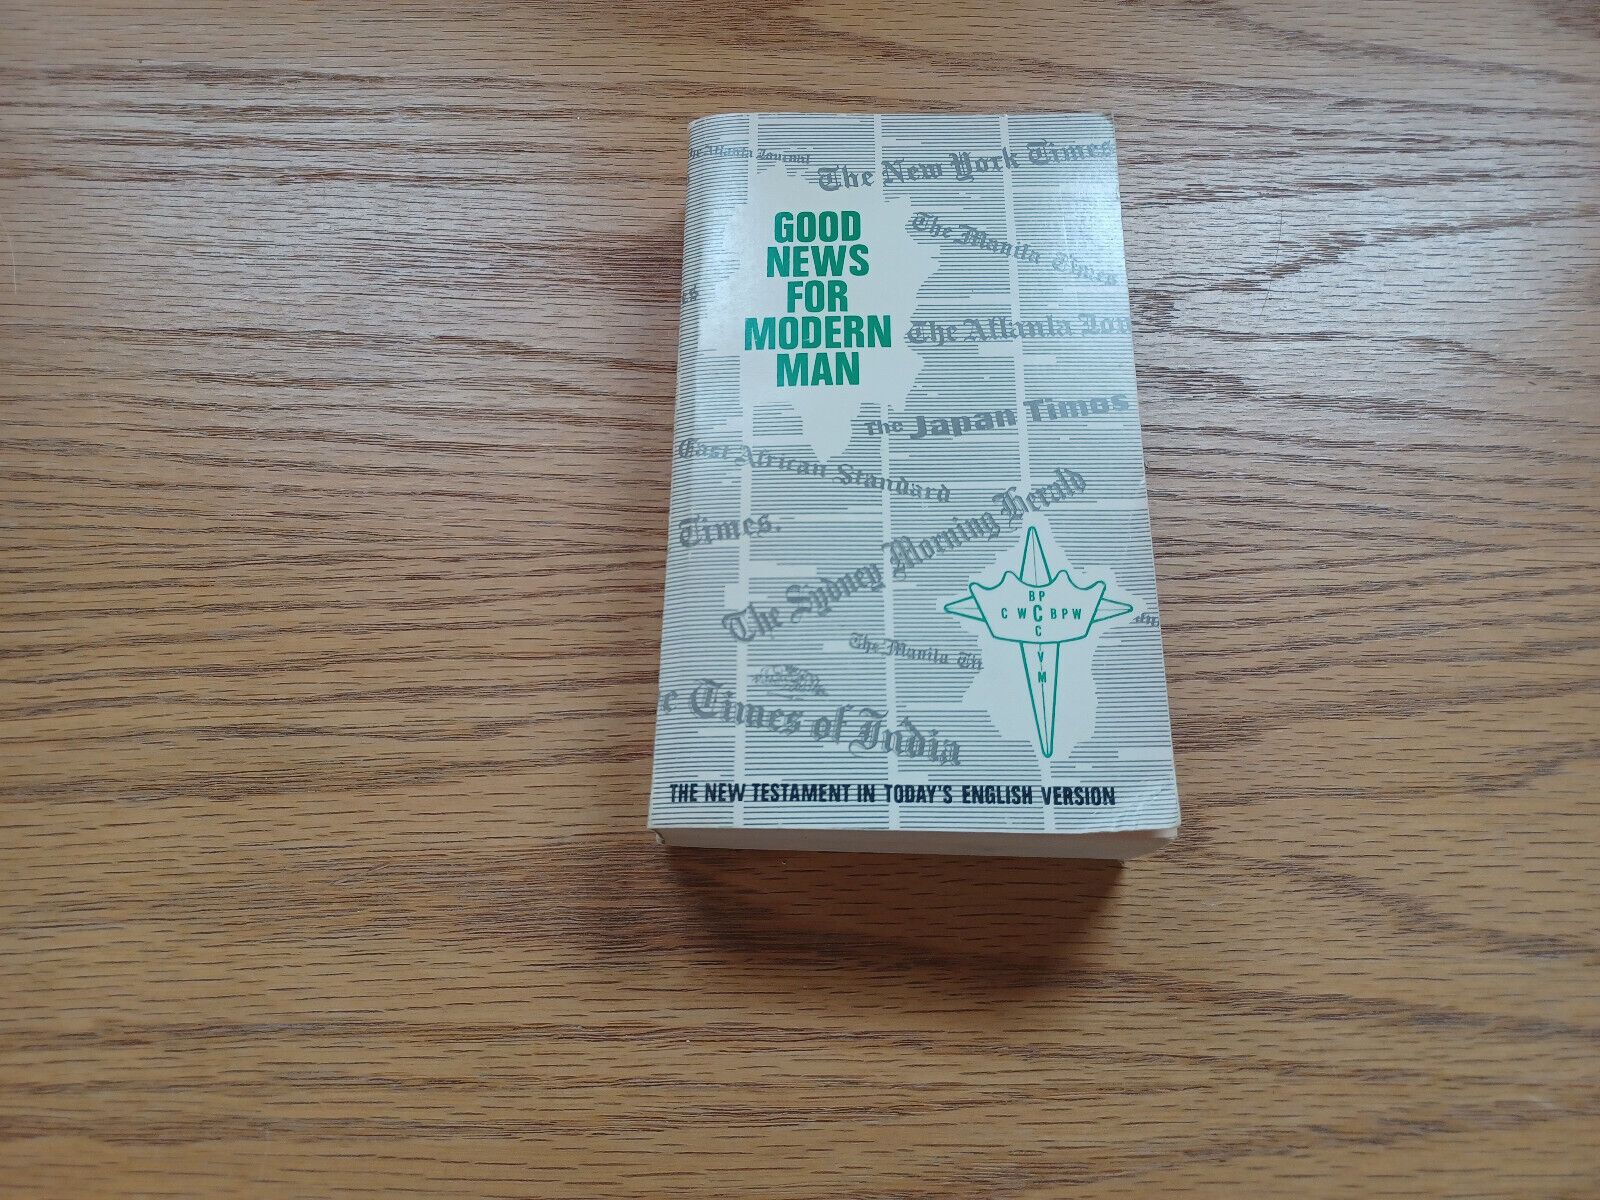 The Atlanta Journal
The New York Times
GOOD
NEWS
FOR
MODERN
MAN
The Manila Times
The Atlanta Jou
The Japan Times
East African Standard
Times.
The Sydney Morning Herald
BP
C W C B P W
C
V
M
The Manila Ti
e Times of India
THE NEW TESTAMENT IN TODAY'S ENGLISH VERSION